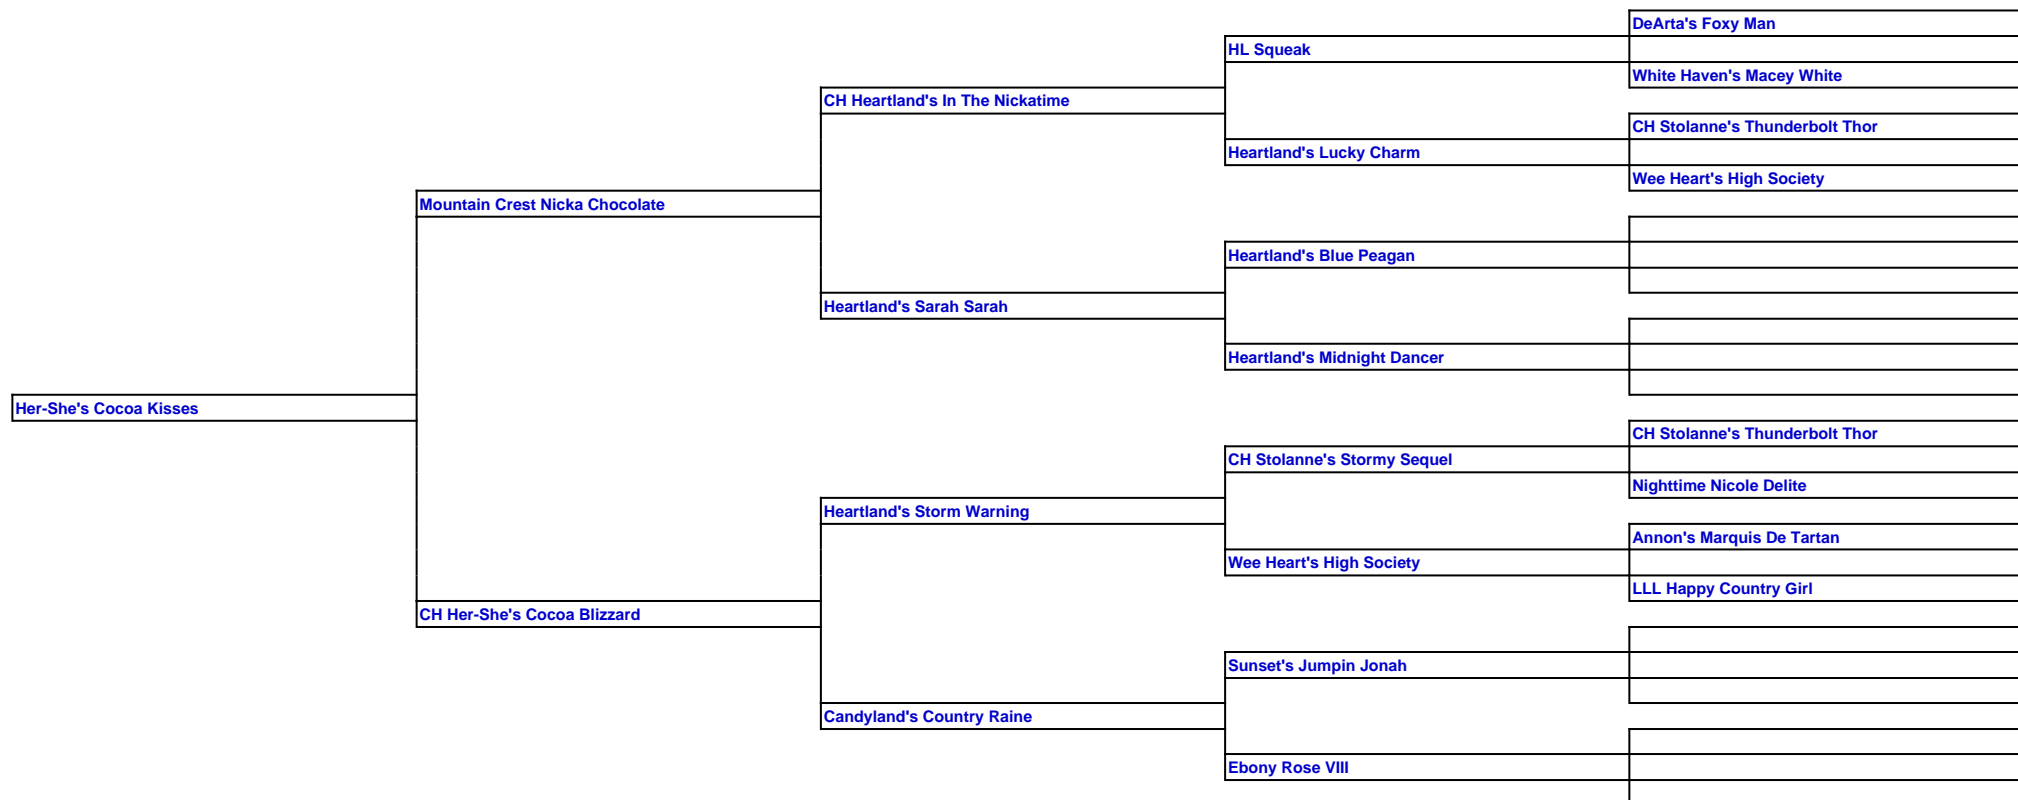 DeArta's Foxy Man
HL Squeak
White Haven's Macey White
CH Heartland's In The Nickatime
CH Stolanne's Thunderbolt Thor
Heartland's Lucky Charm
Wee Heart's High Society
Mountain Crest Nicka Chocolate
Heartland's Blue Peagan
Heartland's Sarah Sarah
Heartland's Midnight Dancer
Her-She's Cocoa Kisses
CH Stolanne's Thunderbolt Thor
CH Stolanne's Stormy Sequel
Nighttime Nicole Delite
Heartland's Storm Warning
Annon's Marquis De Tartan
Wee Heart's High Society
LLL Happy Country Girl
CH Her-She's Cocoa Blizzard
Sunset's Jumpin Jonah
Candyland's Country Raine
Ebony Rose VIII